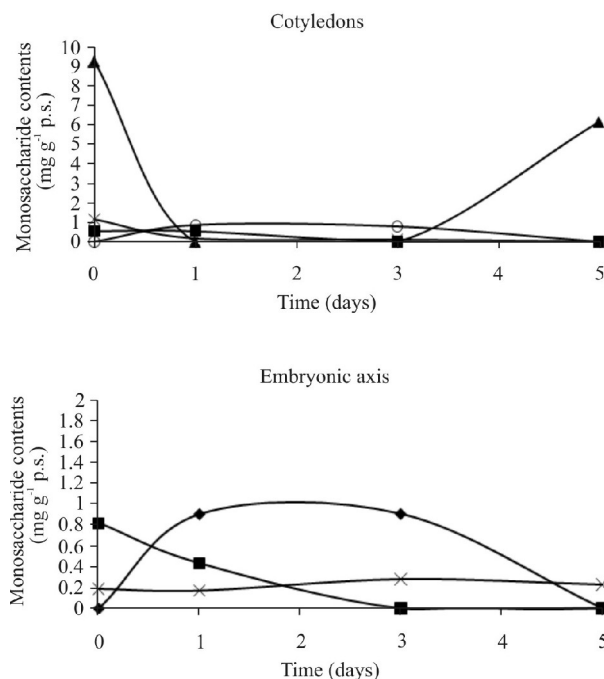 Cotyledons
Monosaccharide contents
(mg g⁻¹ p.s.)
10
9
8
7
6
5
4
3
2
1
0
0 1 2 3 4 5
Time (days)
Embryonic axis
Monosaccharide contents
(mg g⁻¹ p.s.)
2
1.8
1.6
1.4
1.2
1
0.8
0.6
0.4
0.2
0
0 1 2 3 4 5
Time (days)